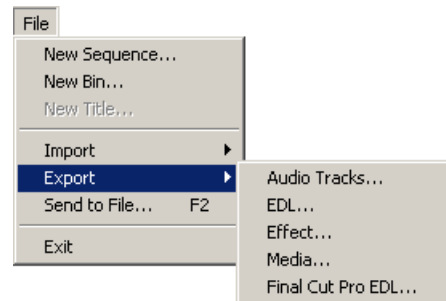 File
New Sequence...
New Bin...
New Title...
Import
Export
Send to File... F2
Exit
Audio Tracks...
EDL...
Effect...
Media...
Final Cut Pro EDL...